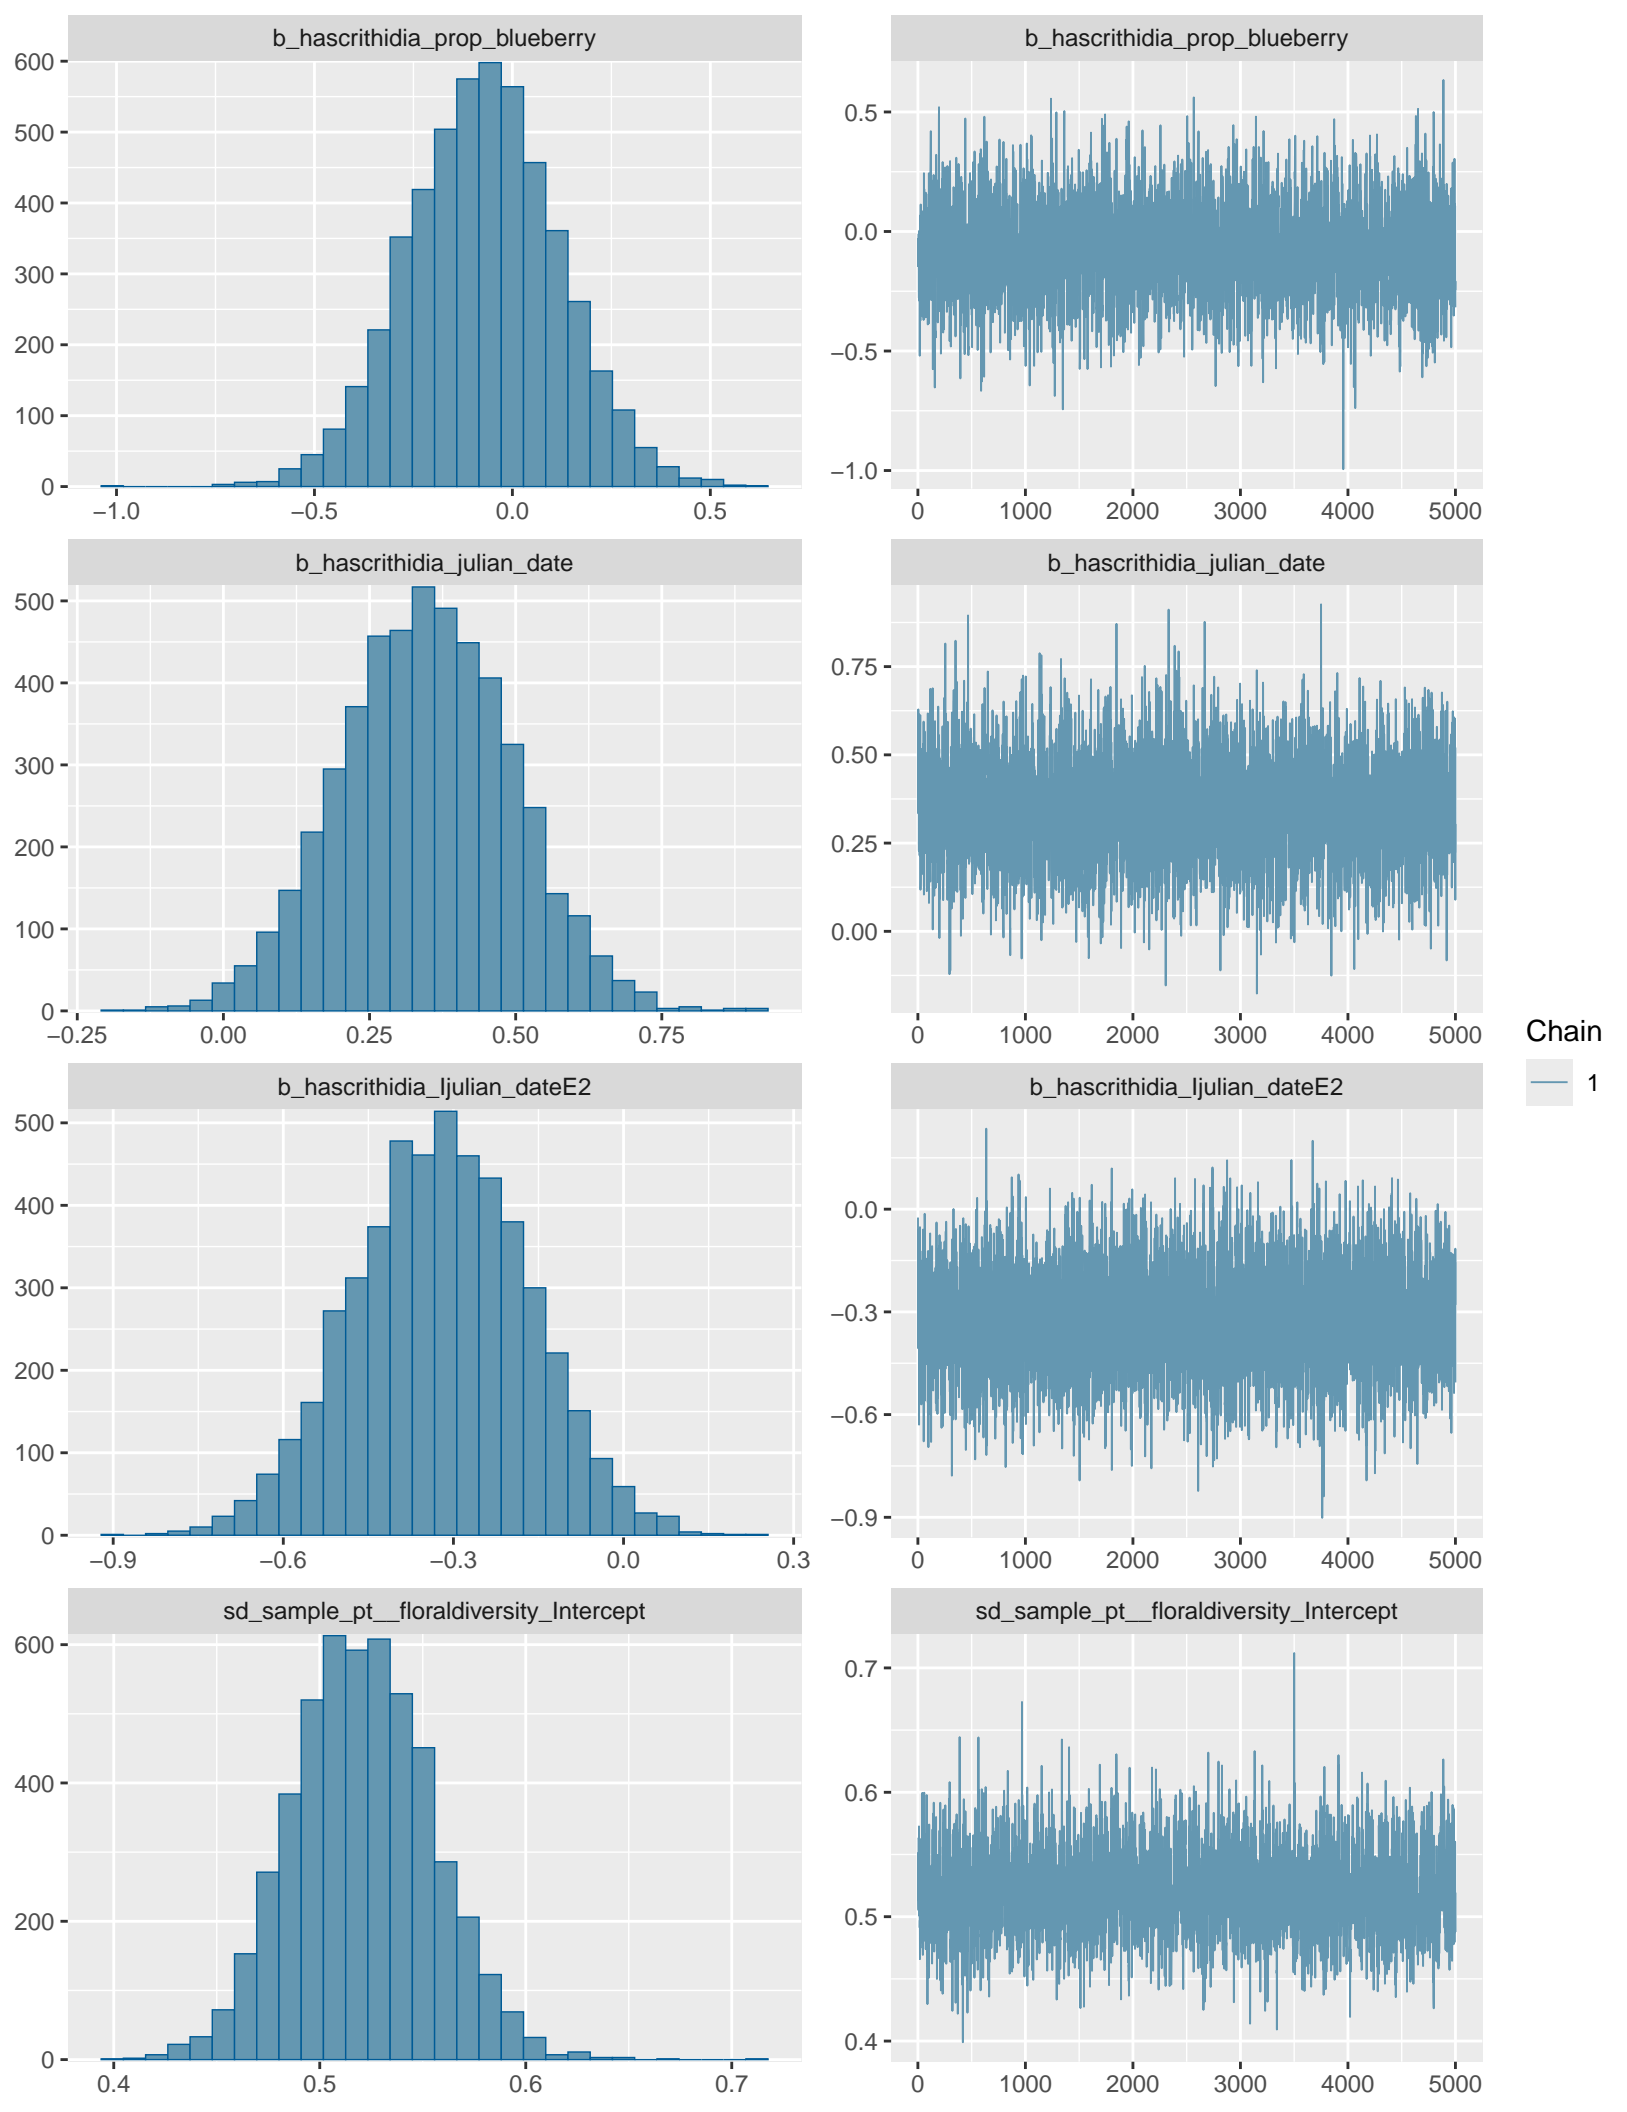 b_hascrithidia_prop_blueberry
b_hascrithidia_prop_blueberry
600
500
400
300
200
100
0
−1.0 −0.5 0.0 0.5
0.5
0.0
−0.5
−1.0
0 1000 2000 3000 4000 5000
b_hascrithidia_julian_date
b_hascrithidia_julian_date
500
400
300
200
100
0
−0.25 0.00 0.25 0.50 0.75
0.75
0.50
0.25
0.00
0 1000 2000 3000 4000 5000
Chain
1
b_hascrithidia_Ijulian_dateE2
b_hascrithidia_Ijulian_dateE2
500
400
300
200
100
0
−0.9 −0.6 −0.3 0.0 0.3
0.0
−0.3
−0.6
−0.9
0 1000 2000 3000 4000 5000
sd_sample_pt__floraldiversity_Intercept
sd_sample_pt__floraldiversity_Intercept
600
400
200
0
0.4 0.5 0.6 0.7
0.7
0.6
0.5
0.4
0 1000 2000 3000 4000 5000